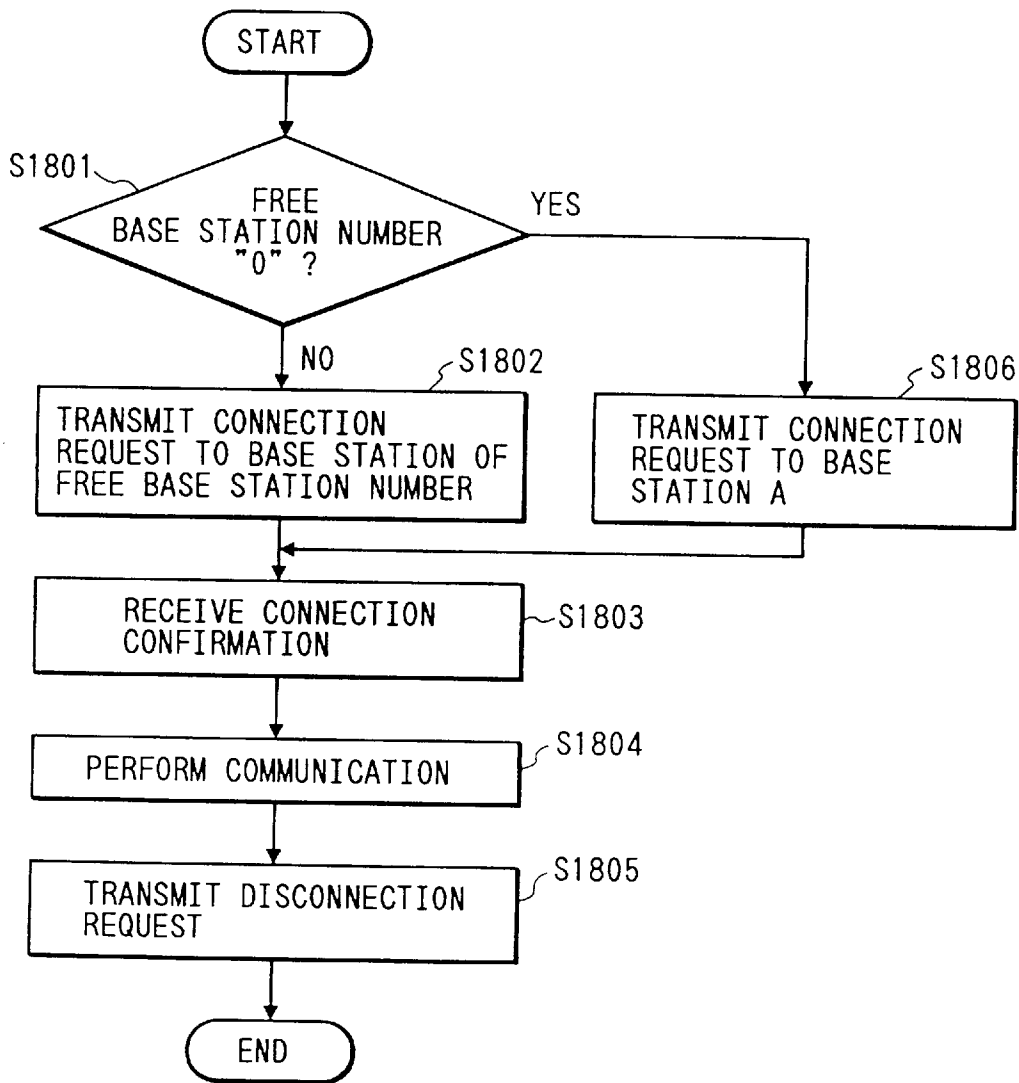 START
S1801
FREE
BASE STATION NUMBER
"0" ?
YES
NO
S1802
TRANSMIT CONNECTION
REQUEST TO BASE STATION OF
FREE BASE STATION NUMBER
S1806
TRANSMIT CONNECTION
REQUEST TO BASE
STATION A
RECEIVE CONNECTION
CONFIRMATION
S1803
PERFORM COMMUNICATION
S1804
TRANSMIT DISCONNECTION
REQUEST
S1805
END